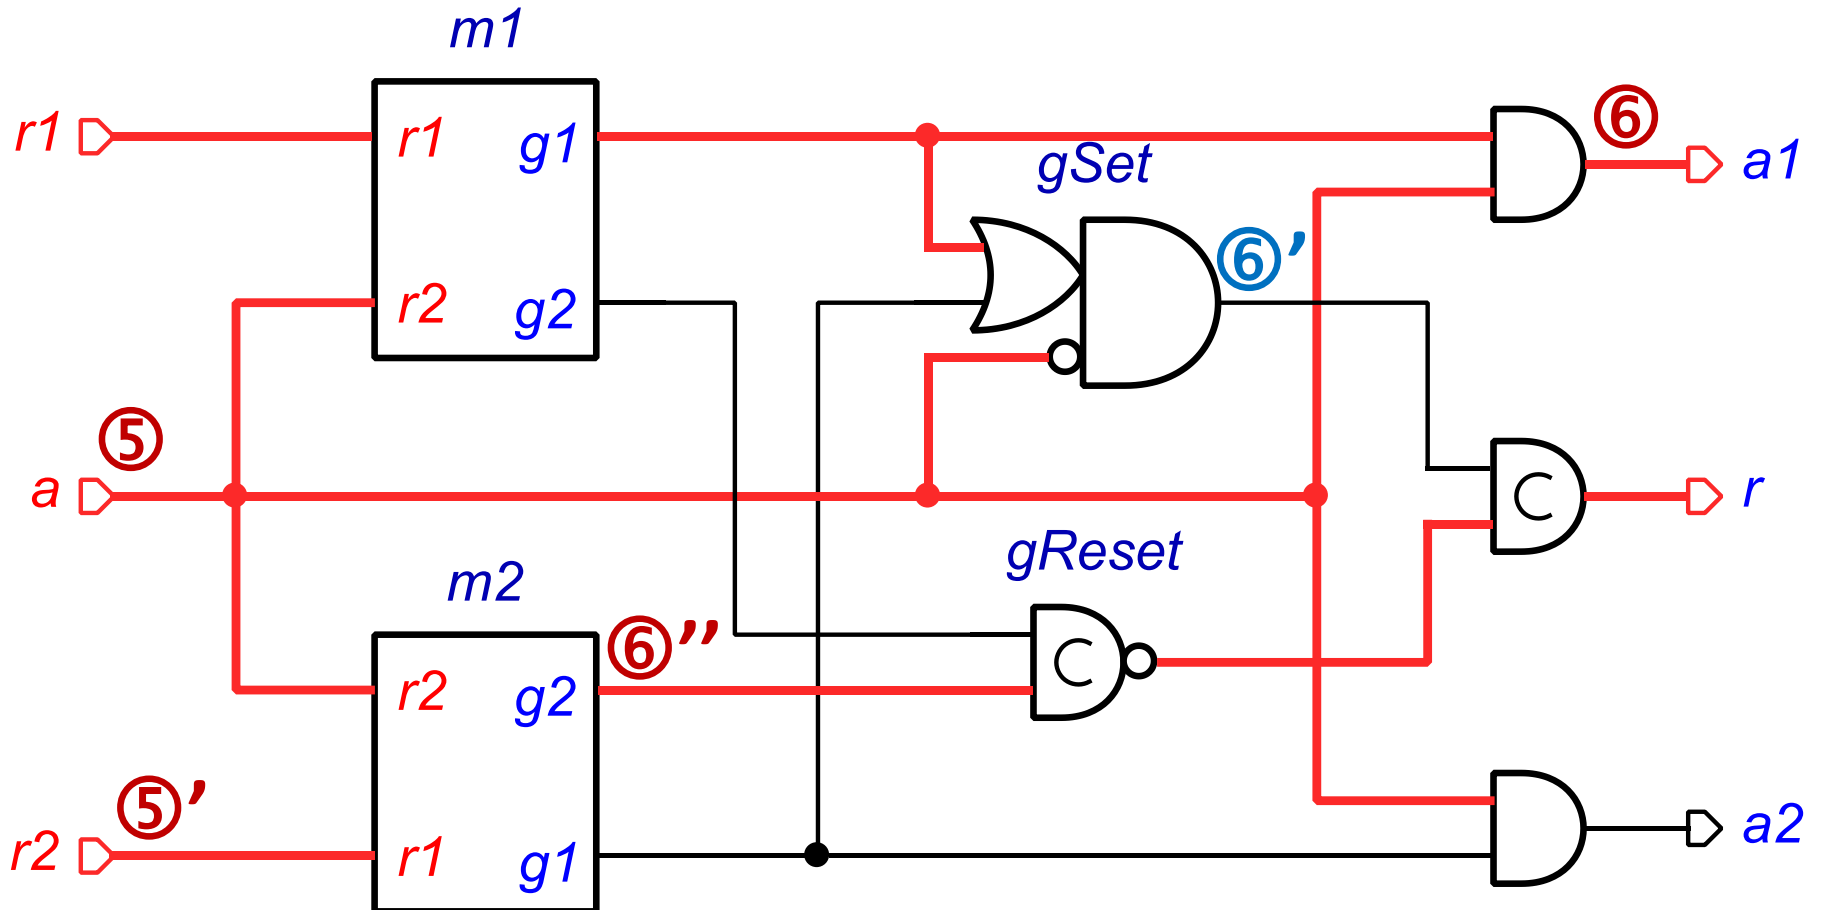 m1
r1
r1 g1
gSet
⑥
a1
⑥’
r2 g2
⑤
a
C
r
gReset
m2
⑥”
C
r2 g2
⑤’
r2
r1 g1
a2